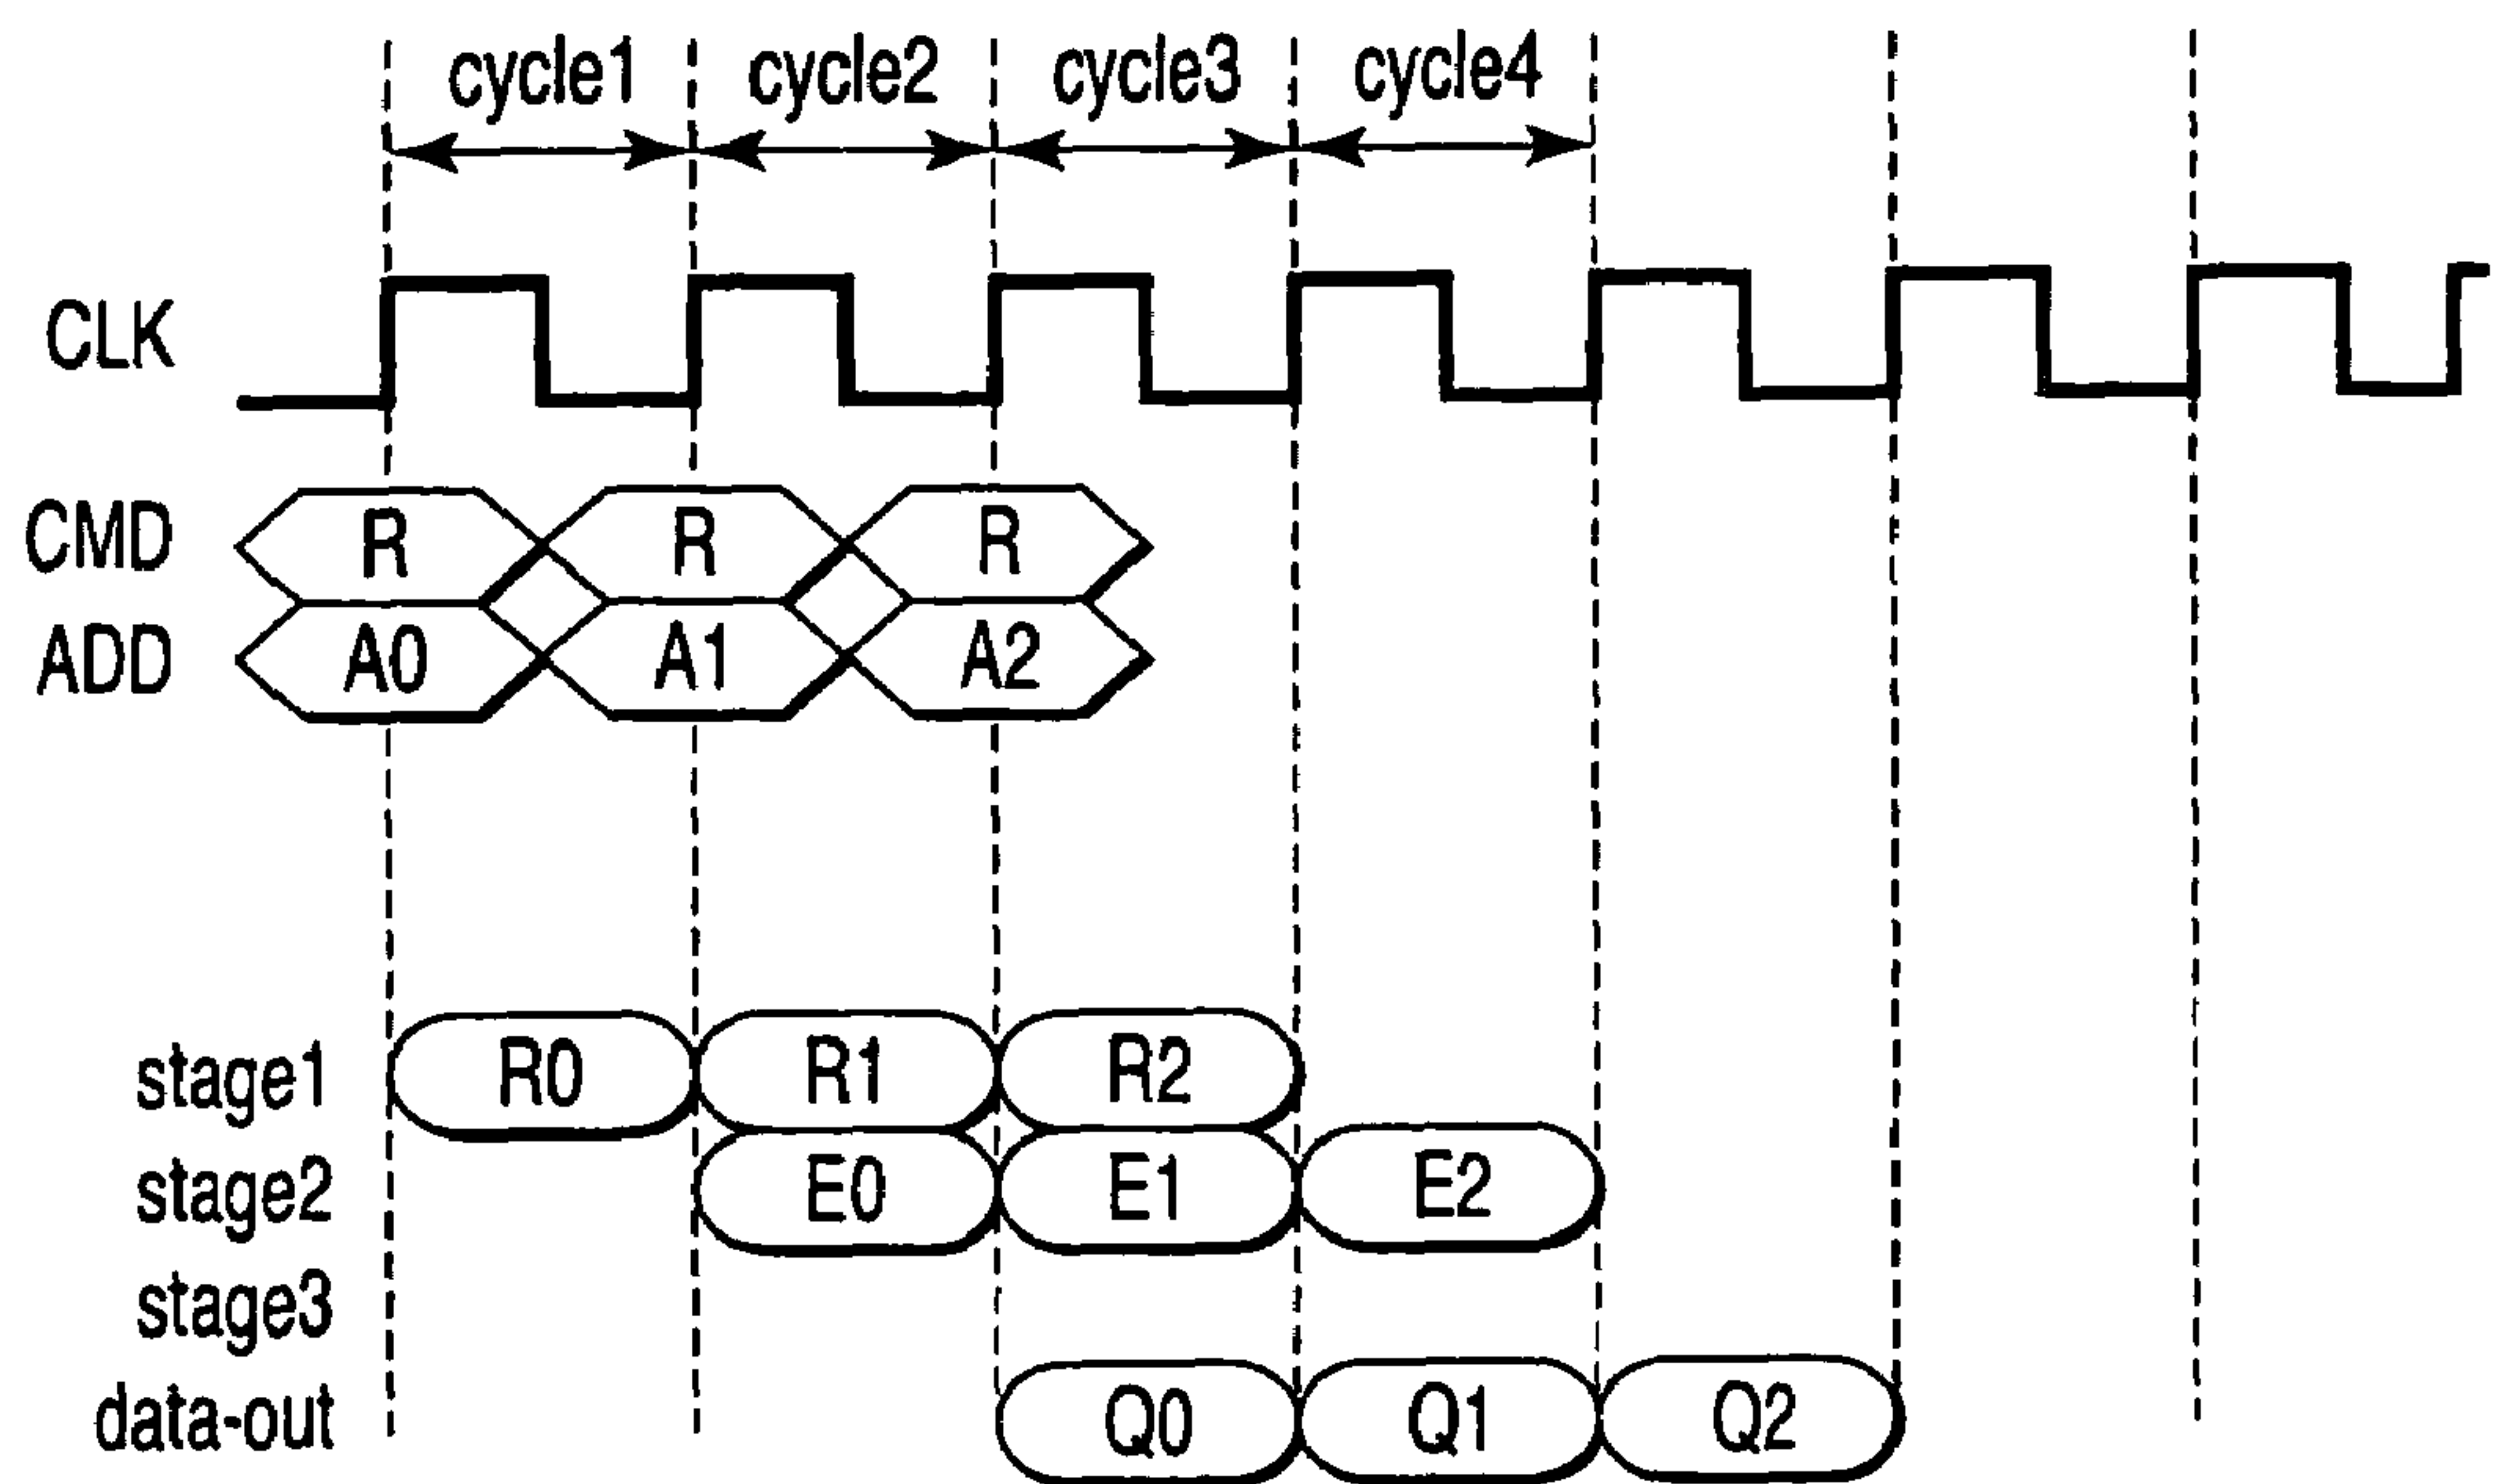 cycle1 cycle2 cycle3 cycle4
CLK
CMD R R R
ADD A0 A1 A2
stage1 R0 R1 R2
stage2 E0 E1 E2
stage3
data-out Q0 Q1 Q2